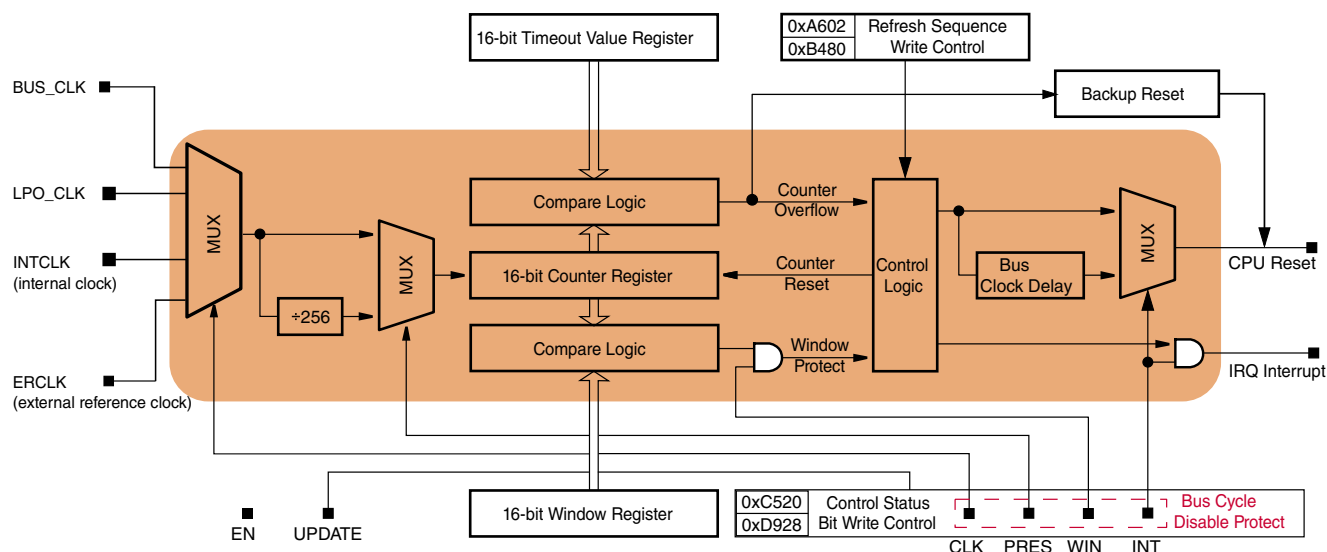 16-bit Timeout Value Register
0xA602 Refresh Sequence
0xB480 Write Control
BUS_CLK
Backup Reset
LPO_CLK
INTCLK
(internal clock)
ERCLK
(external reference clock)
MUX
÷256
MUX
Compare Logic
16-bit Counter Register
Compare Logic
Counter
Overflow
Counter
Reset
Window
Protect
Control
Logic
Bus
Clock Delay
MUX
CPU Reset
IRQ Interrupt
EN
UPDATE
16-bit Window Register
0xC520 Control Status
0xD928 Bit Write Control
Bus Cycle
Disable Protect
CLK PRES WIN INT